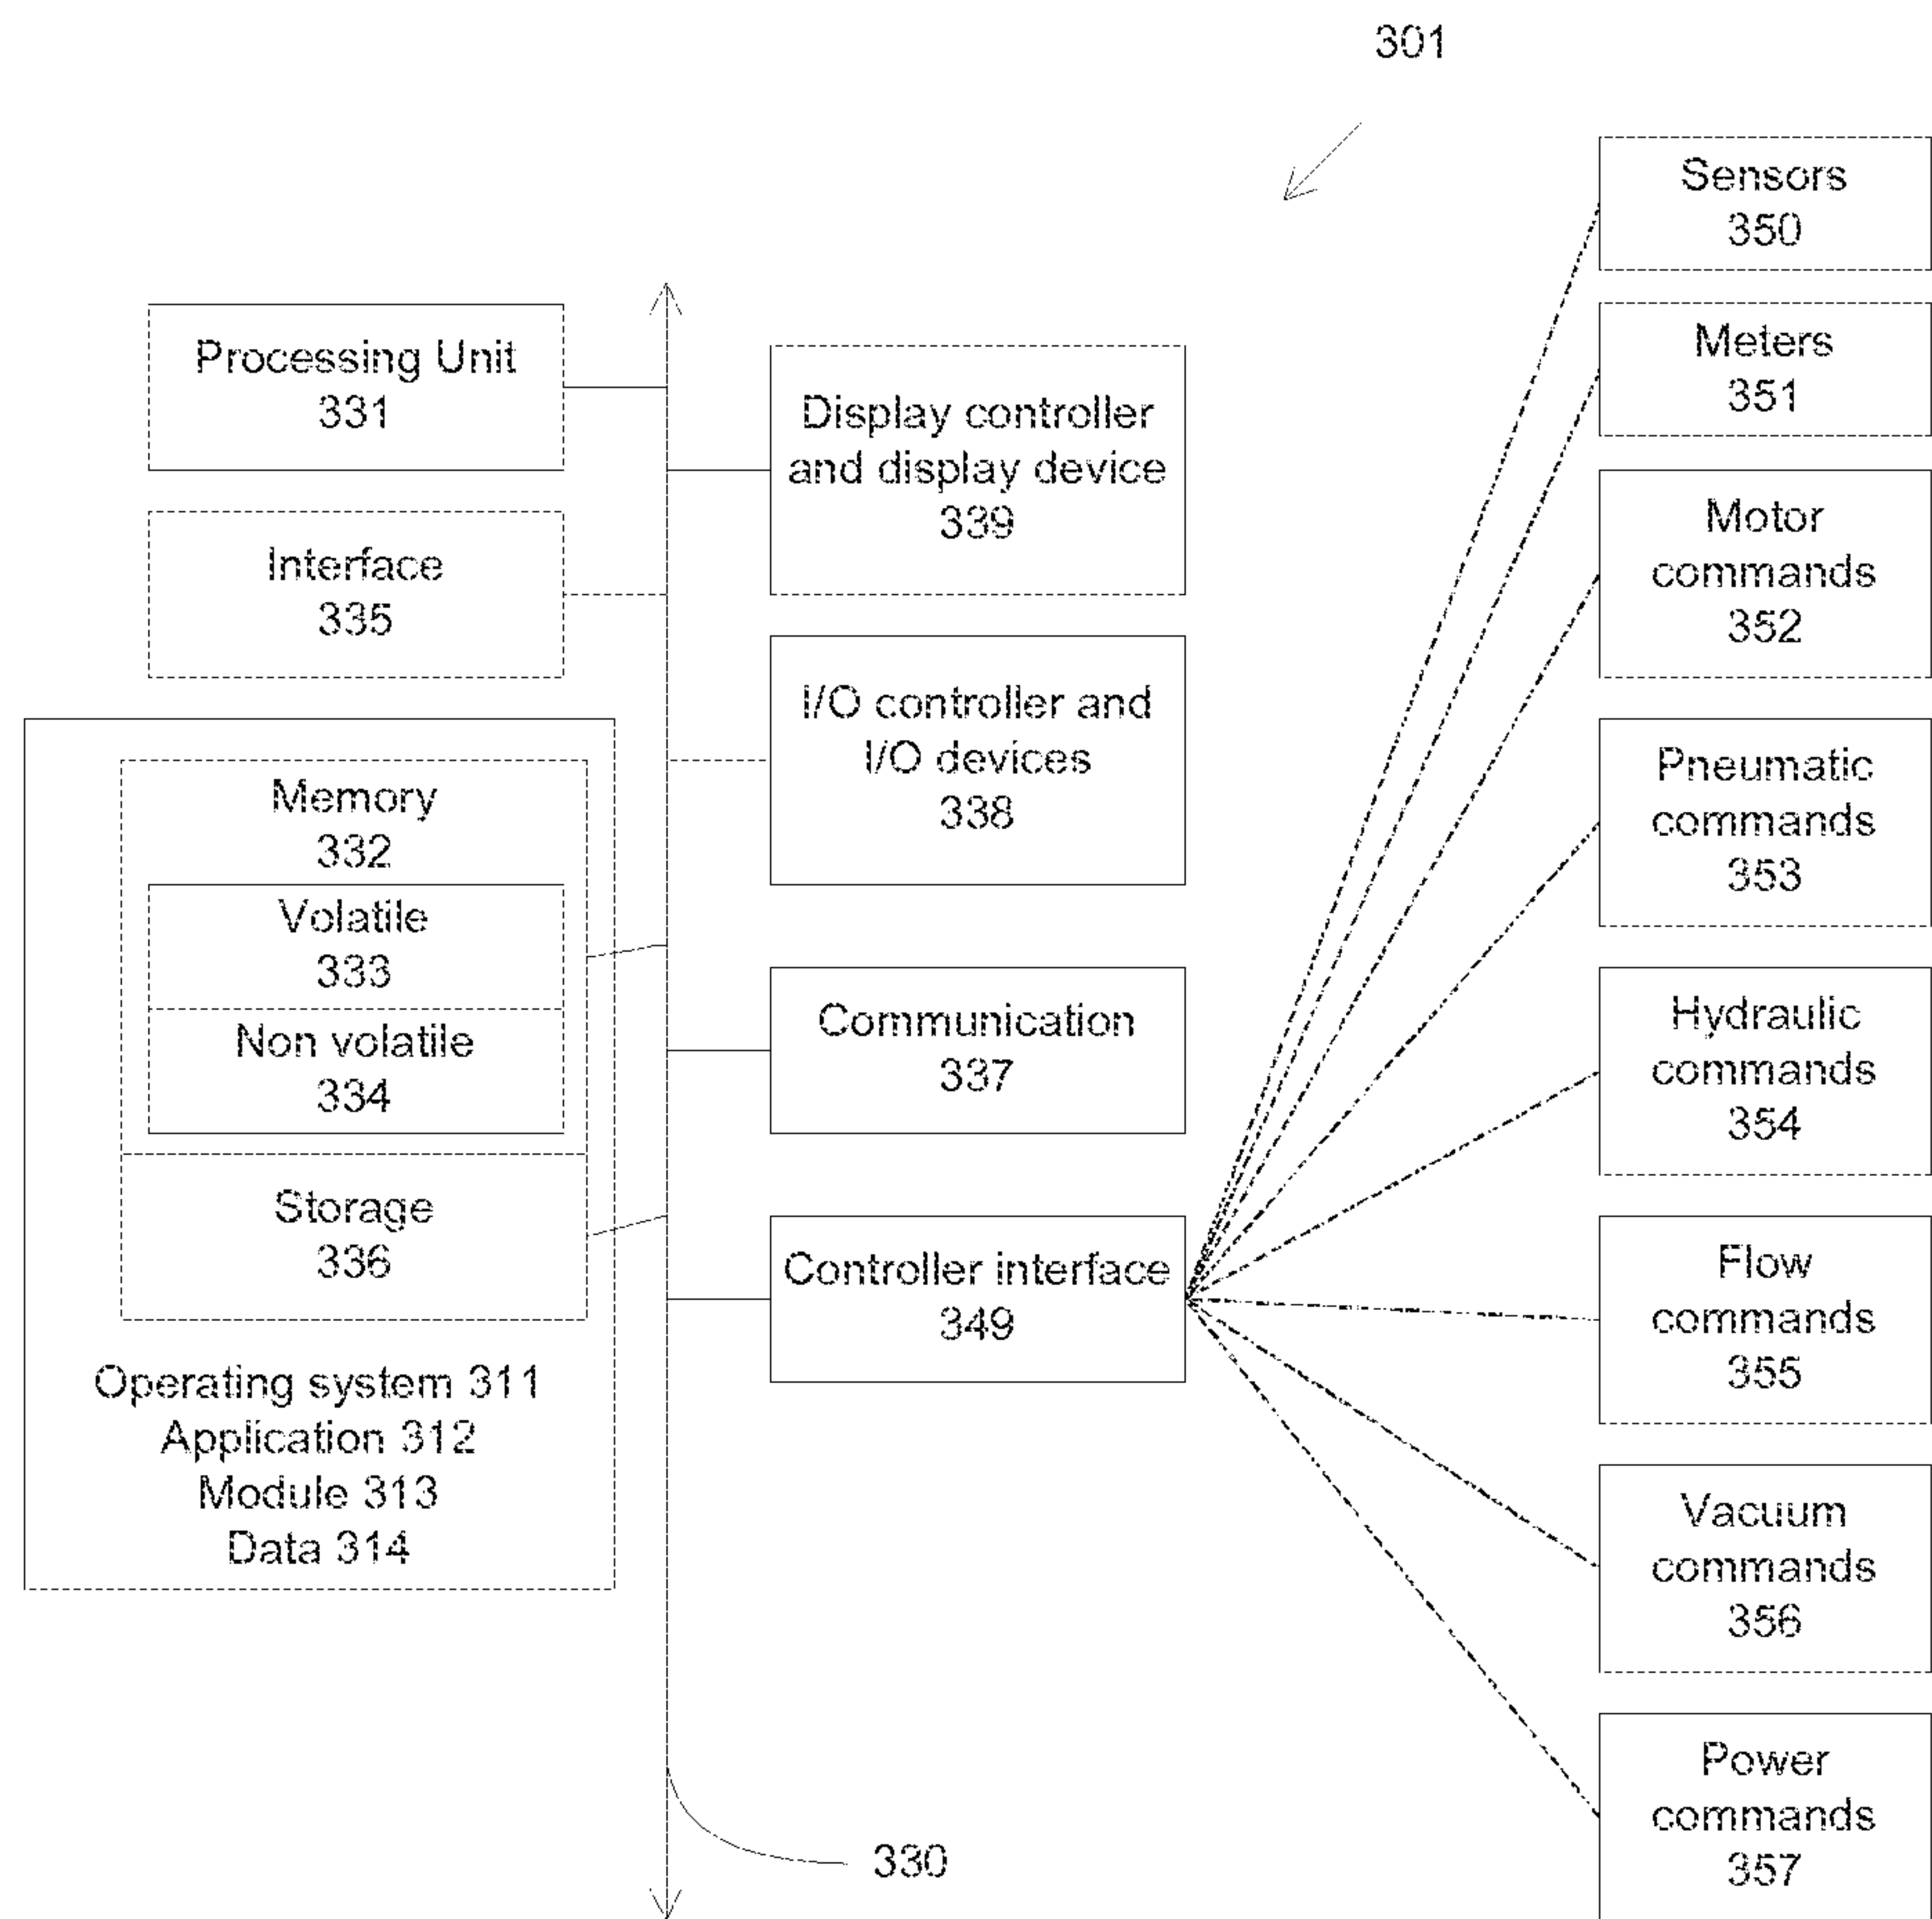 301
Processing Unit
331
Interface
335
Memory
332
Volatile
333
Non volatile
334
Storage
336
Operating system 311
Application 312
Module 313
Data 314
Display controller
and display device
339
I/O controller and
I/O devices
338
Communication
337
Controller interface
349
330
Sensors
350
Meters
351
Motor
commands
352
Pneumatic
commands
353
Hydraulic
commands
354
Flow
commands
355
Vacuum
commands
356
Power
commands
357